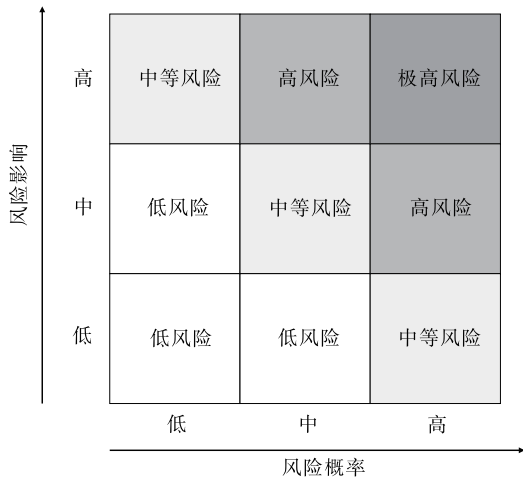 高 中等风险 高风险 极高风险
风险影响
中 低风险 中等风险 高风险
低 低风险 低风险 中等风险
低 中 高
风险概率